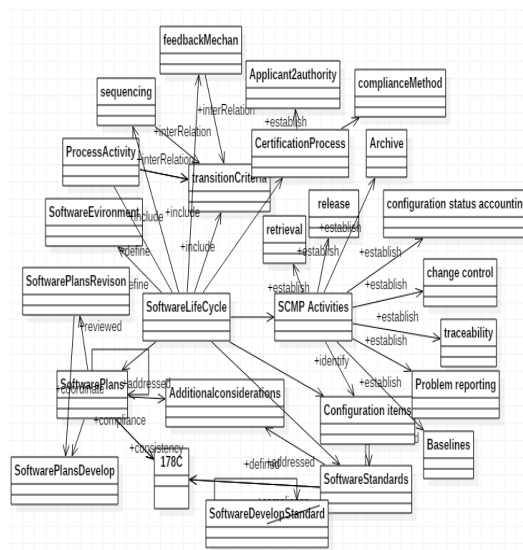 feedbackMechan
Applicant2authority
complianceMethod
sequencing
+interRelation
+establish
+interRelation
CertificationProcess
Archive
ProcessActivity
+interRelation
transitionCriteria
SoftwareEvironment
+include
+include
release
configuration status accountin
retrieval
+establish
+include
+establish
+establish
+define
SoftwarePlansRevison
efine
+establish
change control
+establish
SoftwareLifeCycle
SCMP Activities
+establish
+reviewed
traceability
+establish
+identify
SoftwarePlans
+addressed
+coordinate
Additionalconsiderations
+establish
Problem reporting
+compliance
Configuration items
+consistency
Baselines
178C
+define
addressed
SoftwarePlansDevelop
SoftwareStandards
SoftwareDevelopStandard